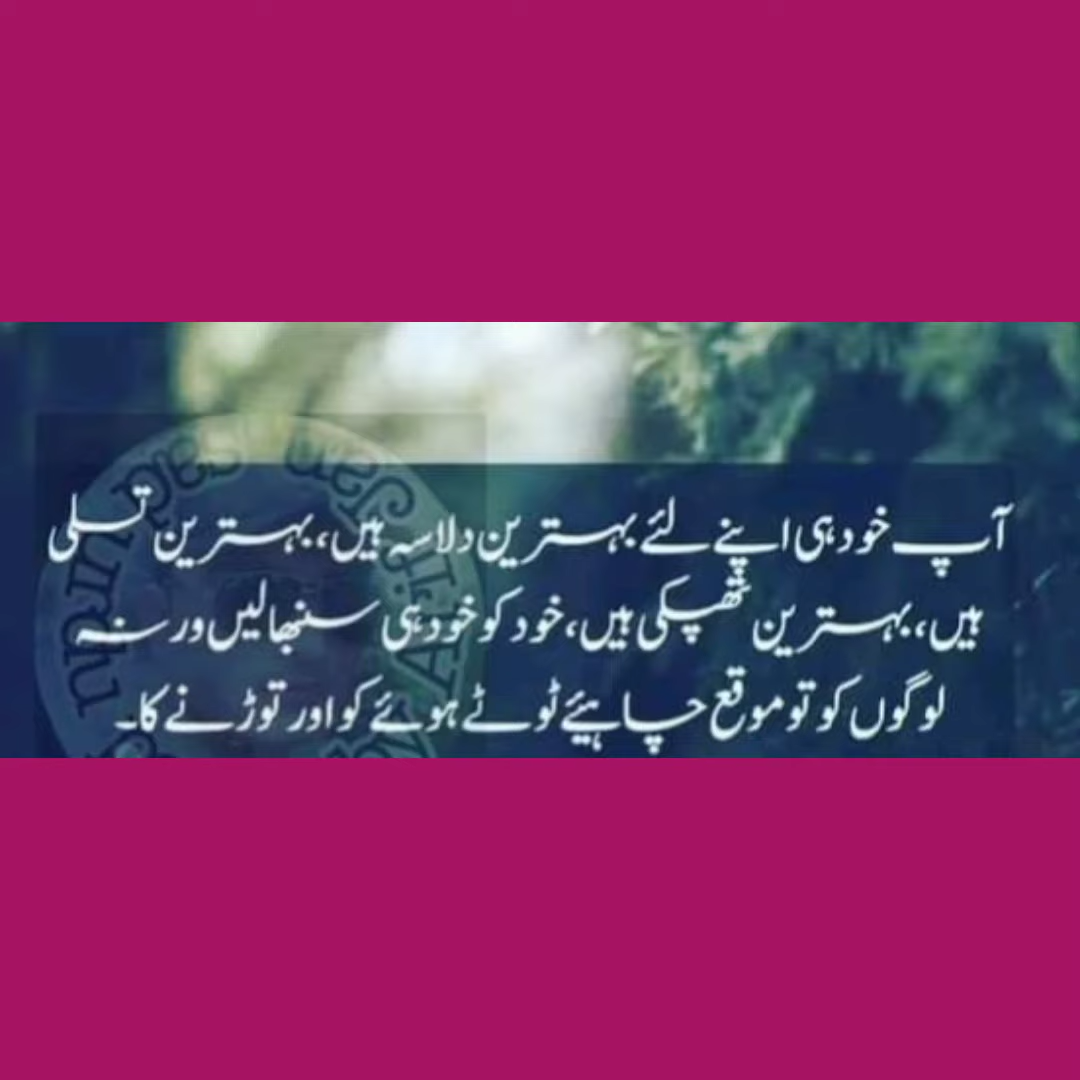 آپ خود ہی اپنے لئے بہترین دلاسہ ہیں، بہترین تسلی
ہیں، بہترین تھپکی ہیں، خود کو خود ہی سنبھالیں ورنہ
لوگوں کو تو موقع چاہیئے ٹوٹے ہوئے کو اور توڑنے کا۔